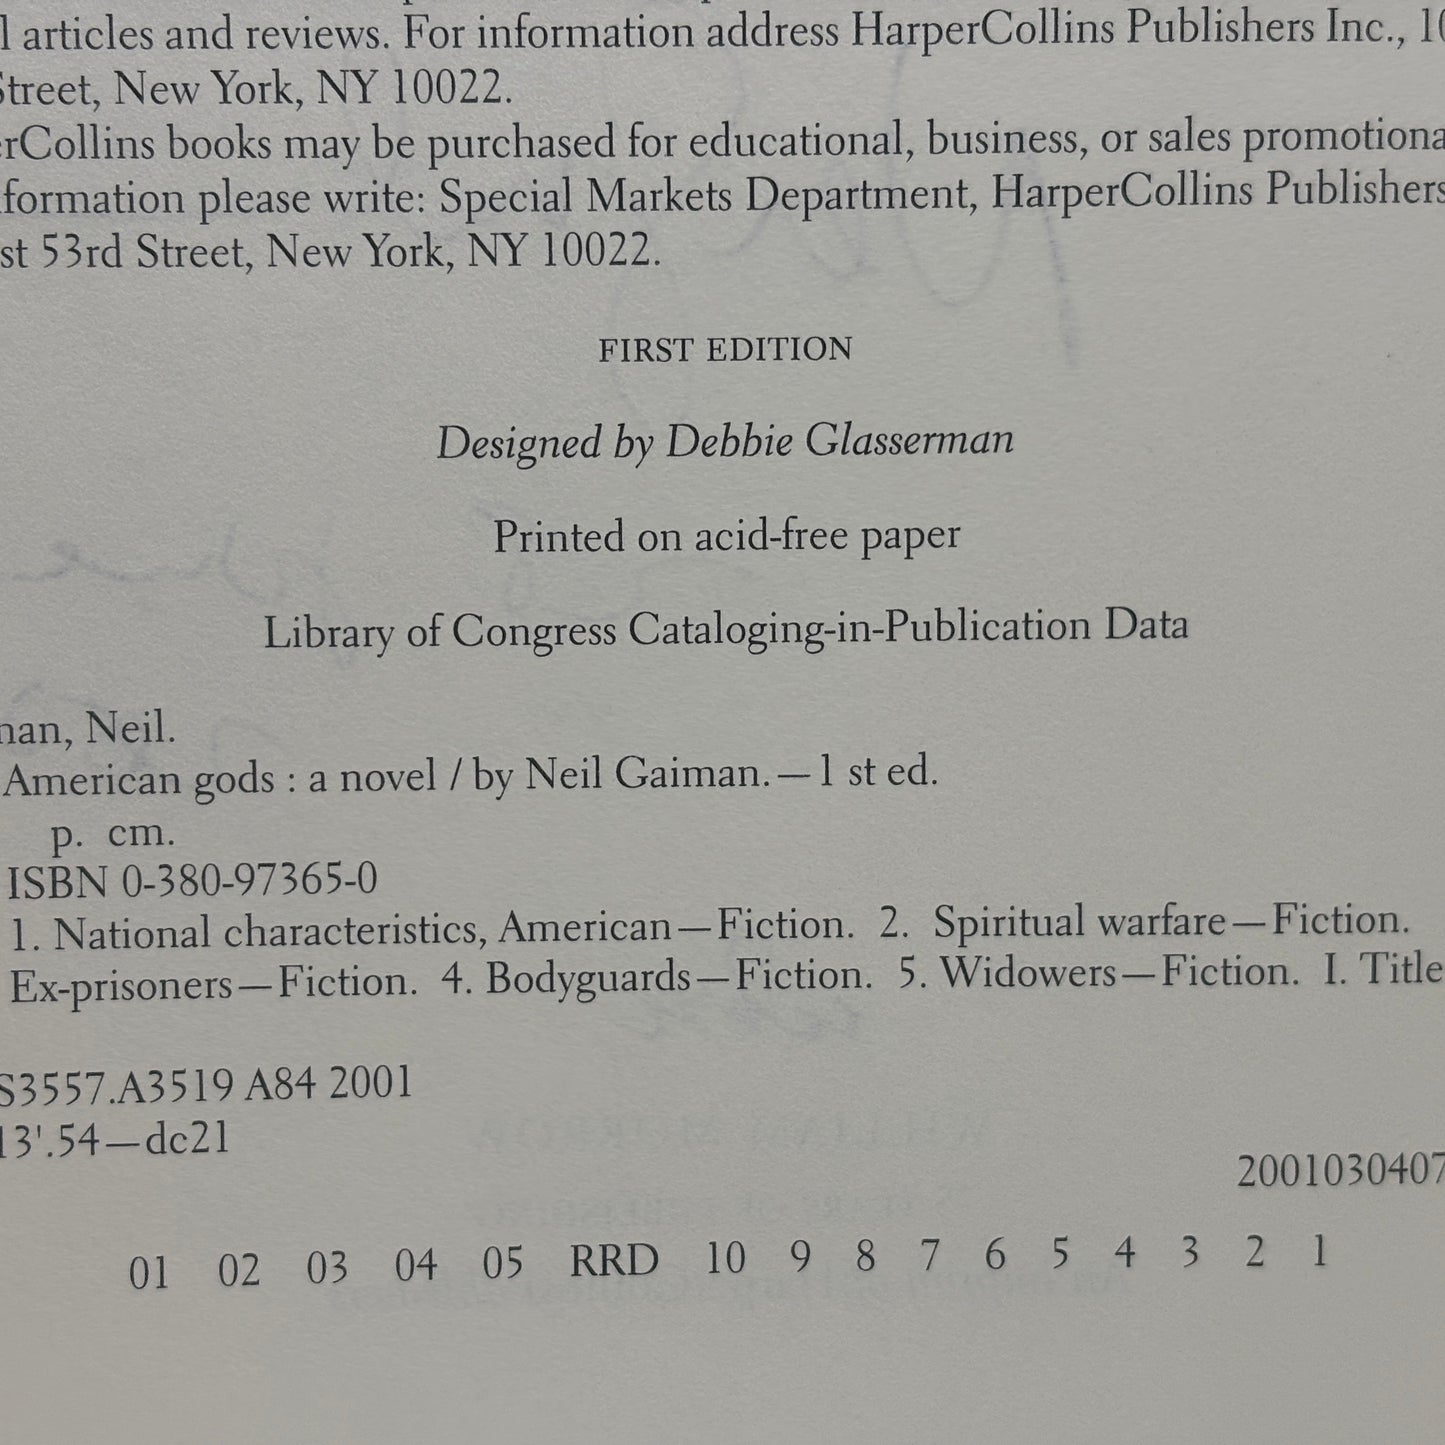 l articles and reviews. For information address HarperCollins Publishers Inc., 10
Street, New York, NY 10022.
erCollins books may be purchased for educational, business, or sales promotiona
formation please write: Special Markets Department, HarperCollins Publishers
st 53rd Street, New York, NY 10022.
FIRST EDITION
Designed by Debbie Glasserman
Printed on acid-free paper
Library of Congress Cataloging-in-Publication Data
man, Neil.
American gods : a novel / by Neil Gaiman.—1 st ed.
p. cm.
ISBN 0-380-97365-0
1. National characteristics, American—Fiction. 2. Spiritual warfare—Fiction.
Ex-prisoners—Fiction. 4. Bodyguards—Fiction. 5. Widowers—Fiction. I. Title
S3557.A3519 A84 2001
13'.54—dc21
2001030407
01 02 03 04 05 RRD 10 9 8 7 6 5 4 3 2 1